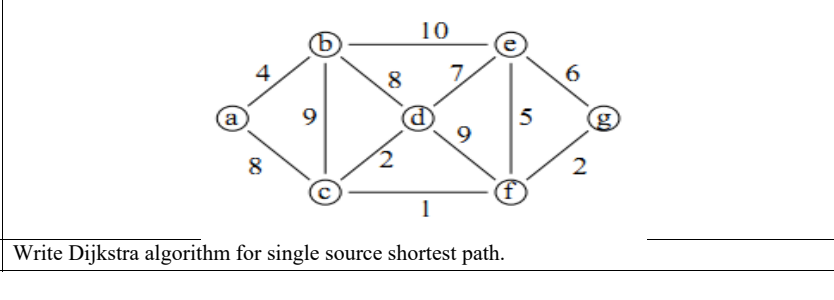 10
b e
4 8 7 6
a 9 d 9 5 g
8 2 2
c f
1
Write Dijkstra algorithm for single source shortest path.